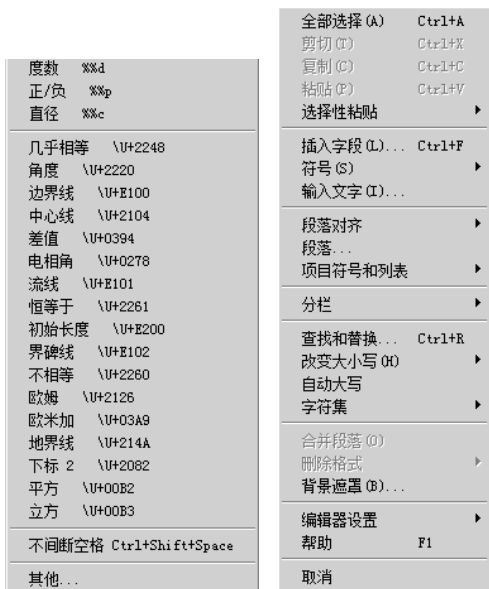 度数 %%d
正/负 %%p
直径 %%c
几乎相等 \U+2248
角度 \U+2220
边界线 \U+E100
中心线 \U+2104
差值 \U+0394
电相角 \U+0278
流线 \U+E101
恒等于 \U+2261
初始长度 \U+E200
界碑线 \U+E102
不相等 \U+2260
欧姆 \U+2126
欧米加 \U+03A9
地界线 \U+214A
下标 2 \U+2082
平方 \U+00B2
立方 \U+00B3
不间断空格 Ctrl+Shift+Space
其他...
全部选择(A) Ctrl+A
剪切(T) Ctrl+X
复制(C) Ctrl+C
粘贴(P) Ctrl+V
选择性粘贴
插入字段(L)... Ctrl+F
符号(S)
输入文字(I)...
段落对齐
段落...
项目符号和列表
分栏
查找和替换... Ctrl+R
改变大小写(H)
自动大写
字符集
合并段落(O)
删除格式
背景遮罩(B)...
编辑器设置
帮助 F1
取消